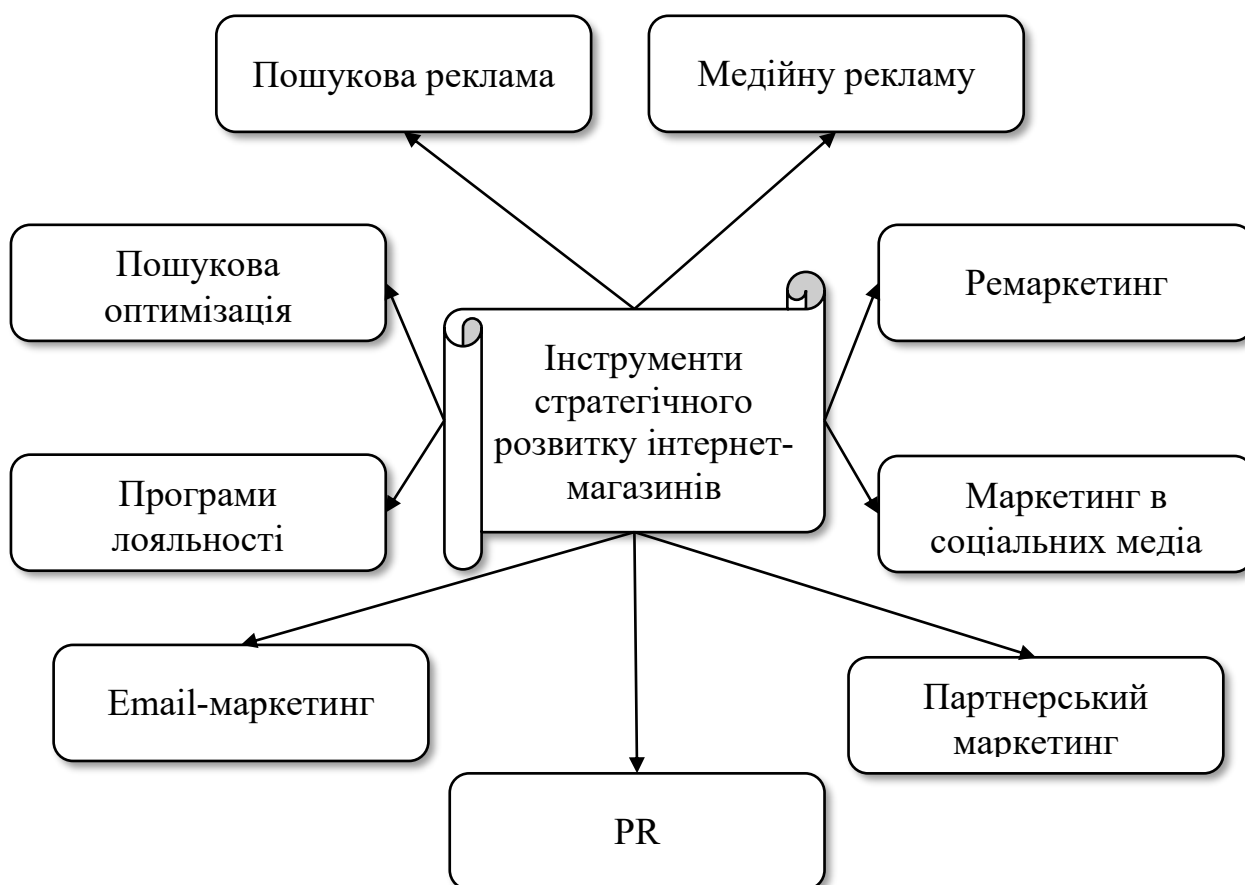 Пошукова реклама
Медійну рекламу
Пошукова
оптимізація
Ремаркетинг
Інструменти
стратегічного
розвитку інтернет-
магазинів
Програми
лояльності
Маркетинг в
соціальних медіа
Email-маркетинг
Партнерський
маркетинг
PR